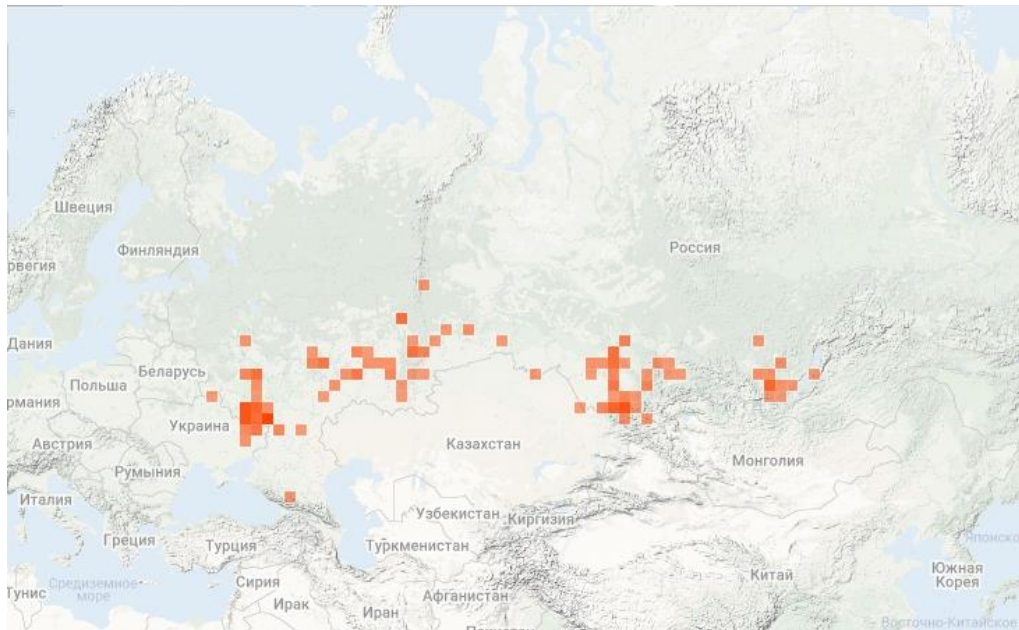 Швеция
Финляндия
Россия
рвегия
Дания
Беларусь
Польша
рмания
Украина
Австрия
Казахстан
Монголия
Румыния
Италия
Узбекистан
Киргизия
Греция
Турция
Туркменистан
Японско
Южная
Корея
Китай
Тунис
Средиземное
море
Сирия
Афганистан
Ирак
Иран
Восточно-Китайское